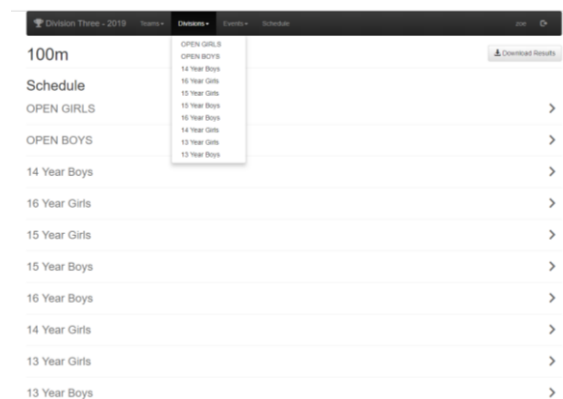 Division Three - 2019 Teams Divisions Events Schedule zoe
OPEN GIRLS
OPEN BOYS
14 Year Boys
16 Year Girls
15 Year Girls
15 Year Boys
16 Year Boys
14 Year Girls
13 Year Girls
13 Year Boys
100m
Download Results
Schedule
OPEN GIRLS
OPEN BOYS
14 Year Boys
16 Year Girls
15 Year Girls
15 Year Boys
16 Year Boys
14 Year Girls
13 Year Girls
13 Year Boys